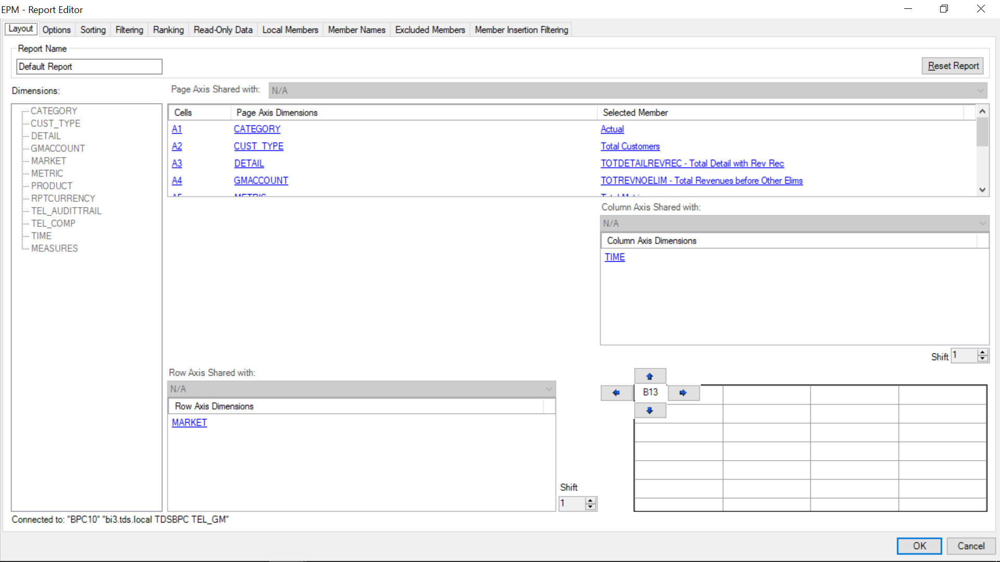 EPM - Report Editor
Layout Options Sorting Filtering Ranking Read-Only Data Local Members Member Names Excluded Members Member Insertion Filtering
Report Name
Default Report
Reset Report
Dimensions:
Page Axis Shared with: N/A
CATEGORY
CUST_TYPE
DETAIL
GMACCOUNT
MARKET
METRIC
PRODUCT
RPTCURRENCY
TEL_AUDITTRAIL
TEL_COMP
TIME
MEASURES
Cells Page Axis Dimensions Selected Member
A1 CATEGORY Actual
A2 CUST_TYPE Total Customers
A3 DETAIL TOTDETAILREVREC - Total Detail with Rev Rec
A4 GMACCOUNT TOTREVNOELIM - Total Revenues before Other Elims
Column Axis Shared with:
N/A
Column Axis Dimensions
TIME
Shift 1
Row Axis Shared with:
N/A
Row Axis Dimensions
MARKET
Shift
1
B13
Connected to: "BPC10" "bi3.tds.local TDSBPC TEL_GM"
OK Cancel